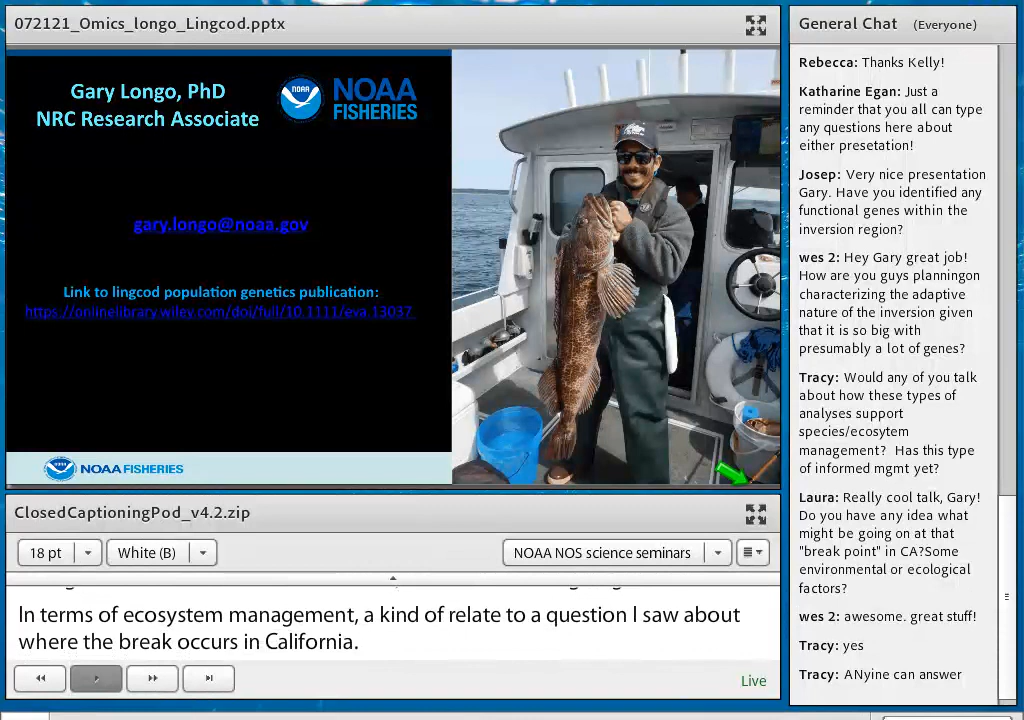 072121_Omics_longo_Lingcod.pptx
Gary Longo, PhD
NRC Research Associate
NOAA
NOAA
FISHERIES
gary.longo@noaa.gov
Link to lingcod population genetics publication:
https://onlinelibrary.wiley.com/doi/full/10.1111/eva.13037
NOAA FISHERIES
ClosedCaptioningPod_v4.2.zip
18 pt
White (B)
NOAA NOS science seminars
In terms of ecosystem management, a kind of relate to a question I saw about
where the break occurs in California.
Live
General Chat (Everyone)
Rebecca: Thanks Kelly!
Katharine Egan: Just a
reminder that you all can type
any questions here about
either presetation!
Josep: Very nice presentation
Gary. Have you identified any
functional genes within the
inversion region?
wes 2: Hey Gary great job!
How are you guys planningon
characterizing the adaptive
nature of the inversion given
that it is so big with
presumably a lot of genes?
Tracy: Would any of you talk
about how these types of
analyses support
species/ecosytem
management? Has this type
of informed mgmt yet?
Laura: Really cool talk, Gary!
Do you have any idea what
might be going on at that
"break point" in CA?Some
environmental or ecological
factors?
wes 2: awesome. great stuff!
Tracy: yes
Tracy: ANyine can answer